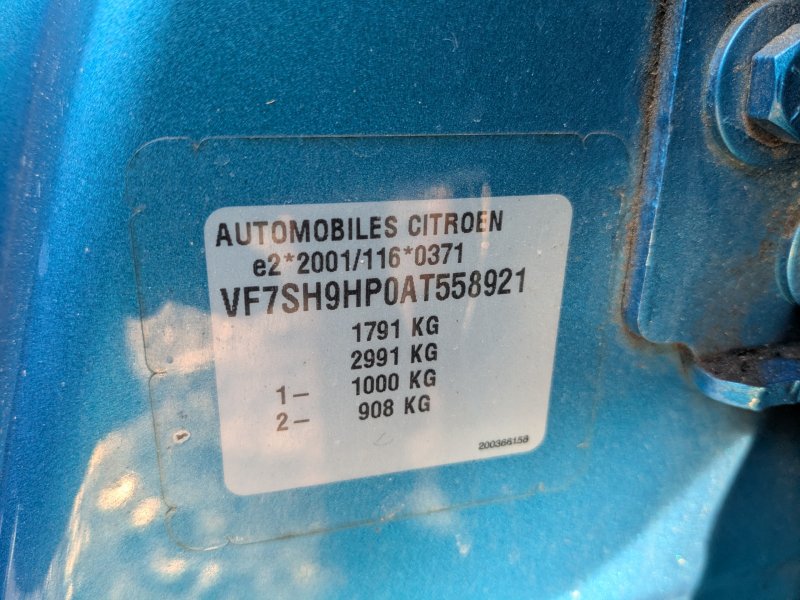 AUTOMOBILES CITROEN
e2*2001/116*0371
VF7SH9HP0AT558921
1791 KG
2991 KG
1– 1000 KG
2– 908 KG
200366158